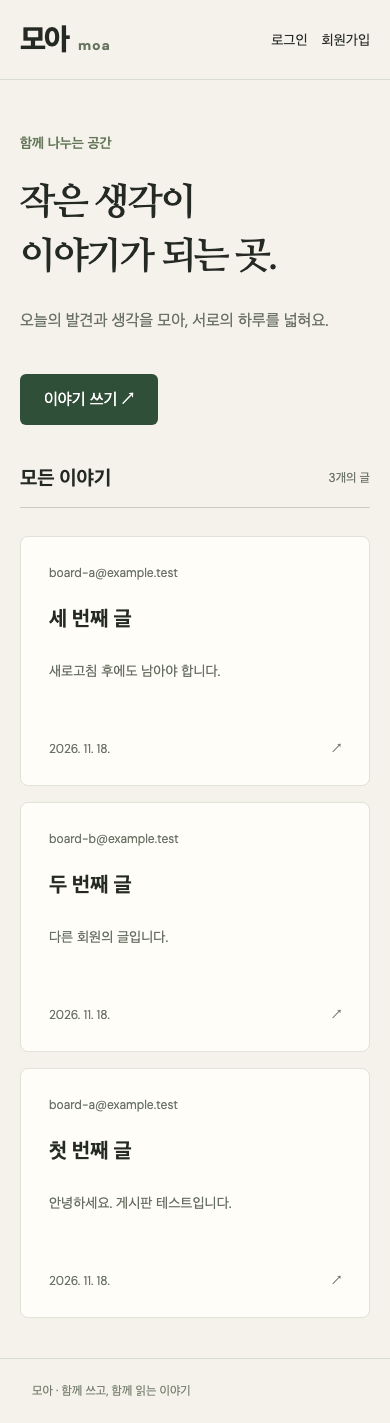 모아 moa
로그인 회원가입
함께 나누는 공간
작은 생각이
이야기가 되는 곳.
오늘의 발견과 생각을 모아, 서로의 하루를 넓혀요.
이야기 쓰기 ↗
모든 이야기
3개의 글
board-a@example.test
세 번째 글
새로고침 후에도 남아야 합니다.
2026. 11. 18. ↗
board-b@example.test
두 번째 글
다른 회원의 글입니다.
2026. 11. 18. ↗
board-a@example.test
첫 번째 글
안녕하세요. 게시판 테스트입니다.
2026. 11. 18. ↗
모아 · 함께 쓰고, 함께 읽는 이야기